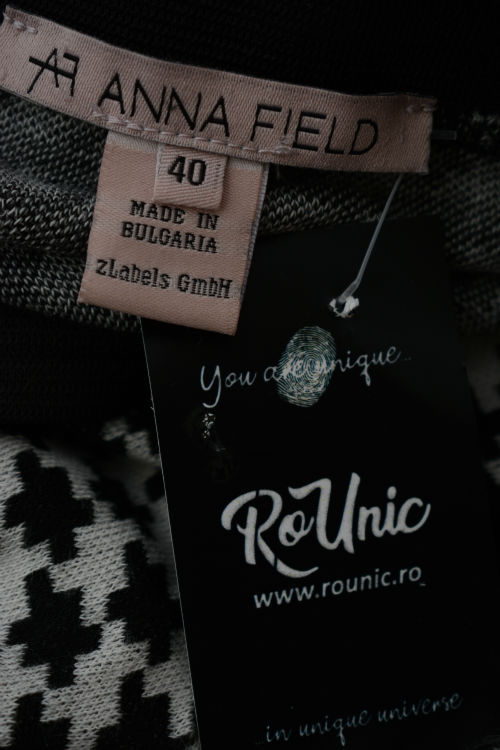 AF ANNA FIELD
40
MADE IN
BULGARIA
zLabels GmbH
You are unique...
RoUnic
www.rounic.ro
...in unique universe